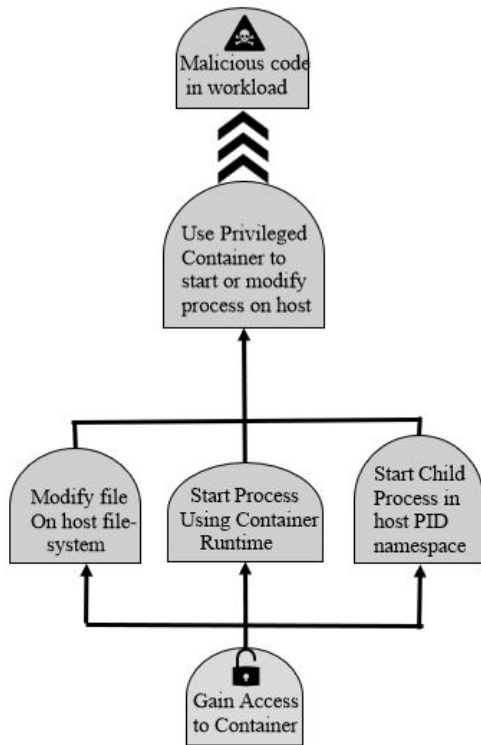 Malicious code
in workload
Use Privileged
Container to
start or modify
process on host
Modify file
On host file-
system
Start Process
Using Container
Runtime
Start Child
Process in
host PID
namespace
Gain Access
to Container